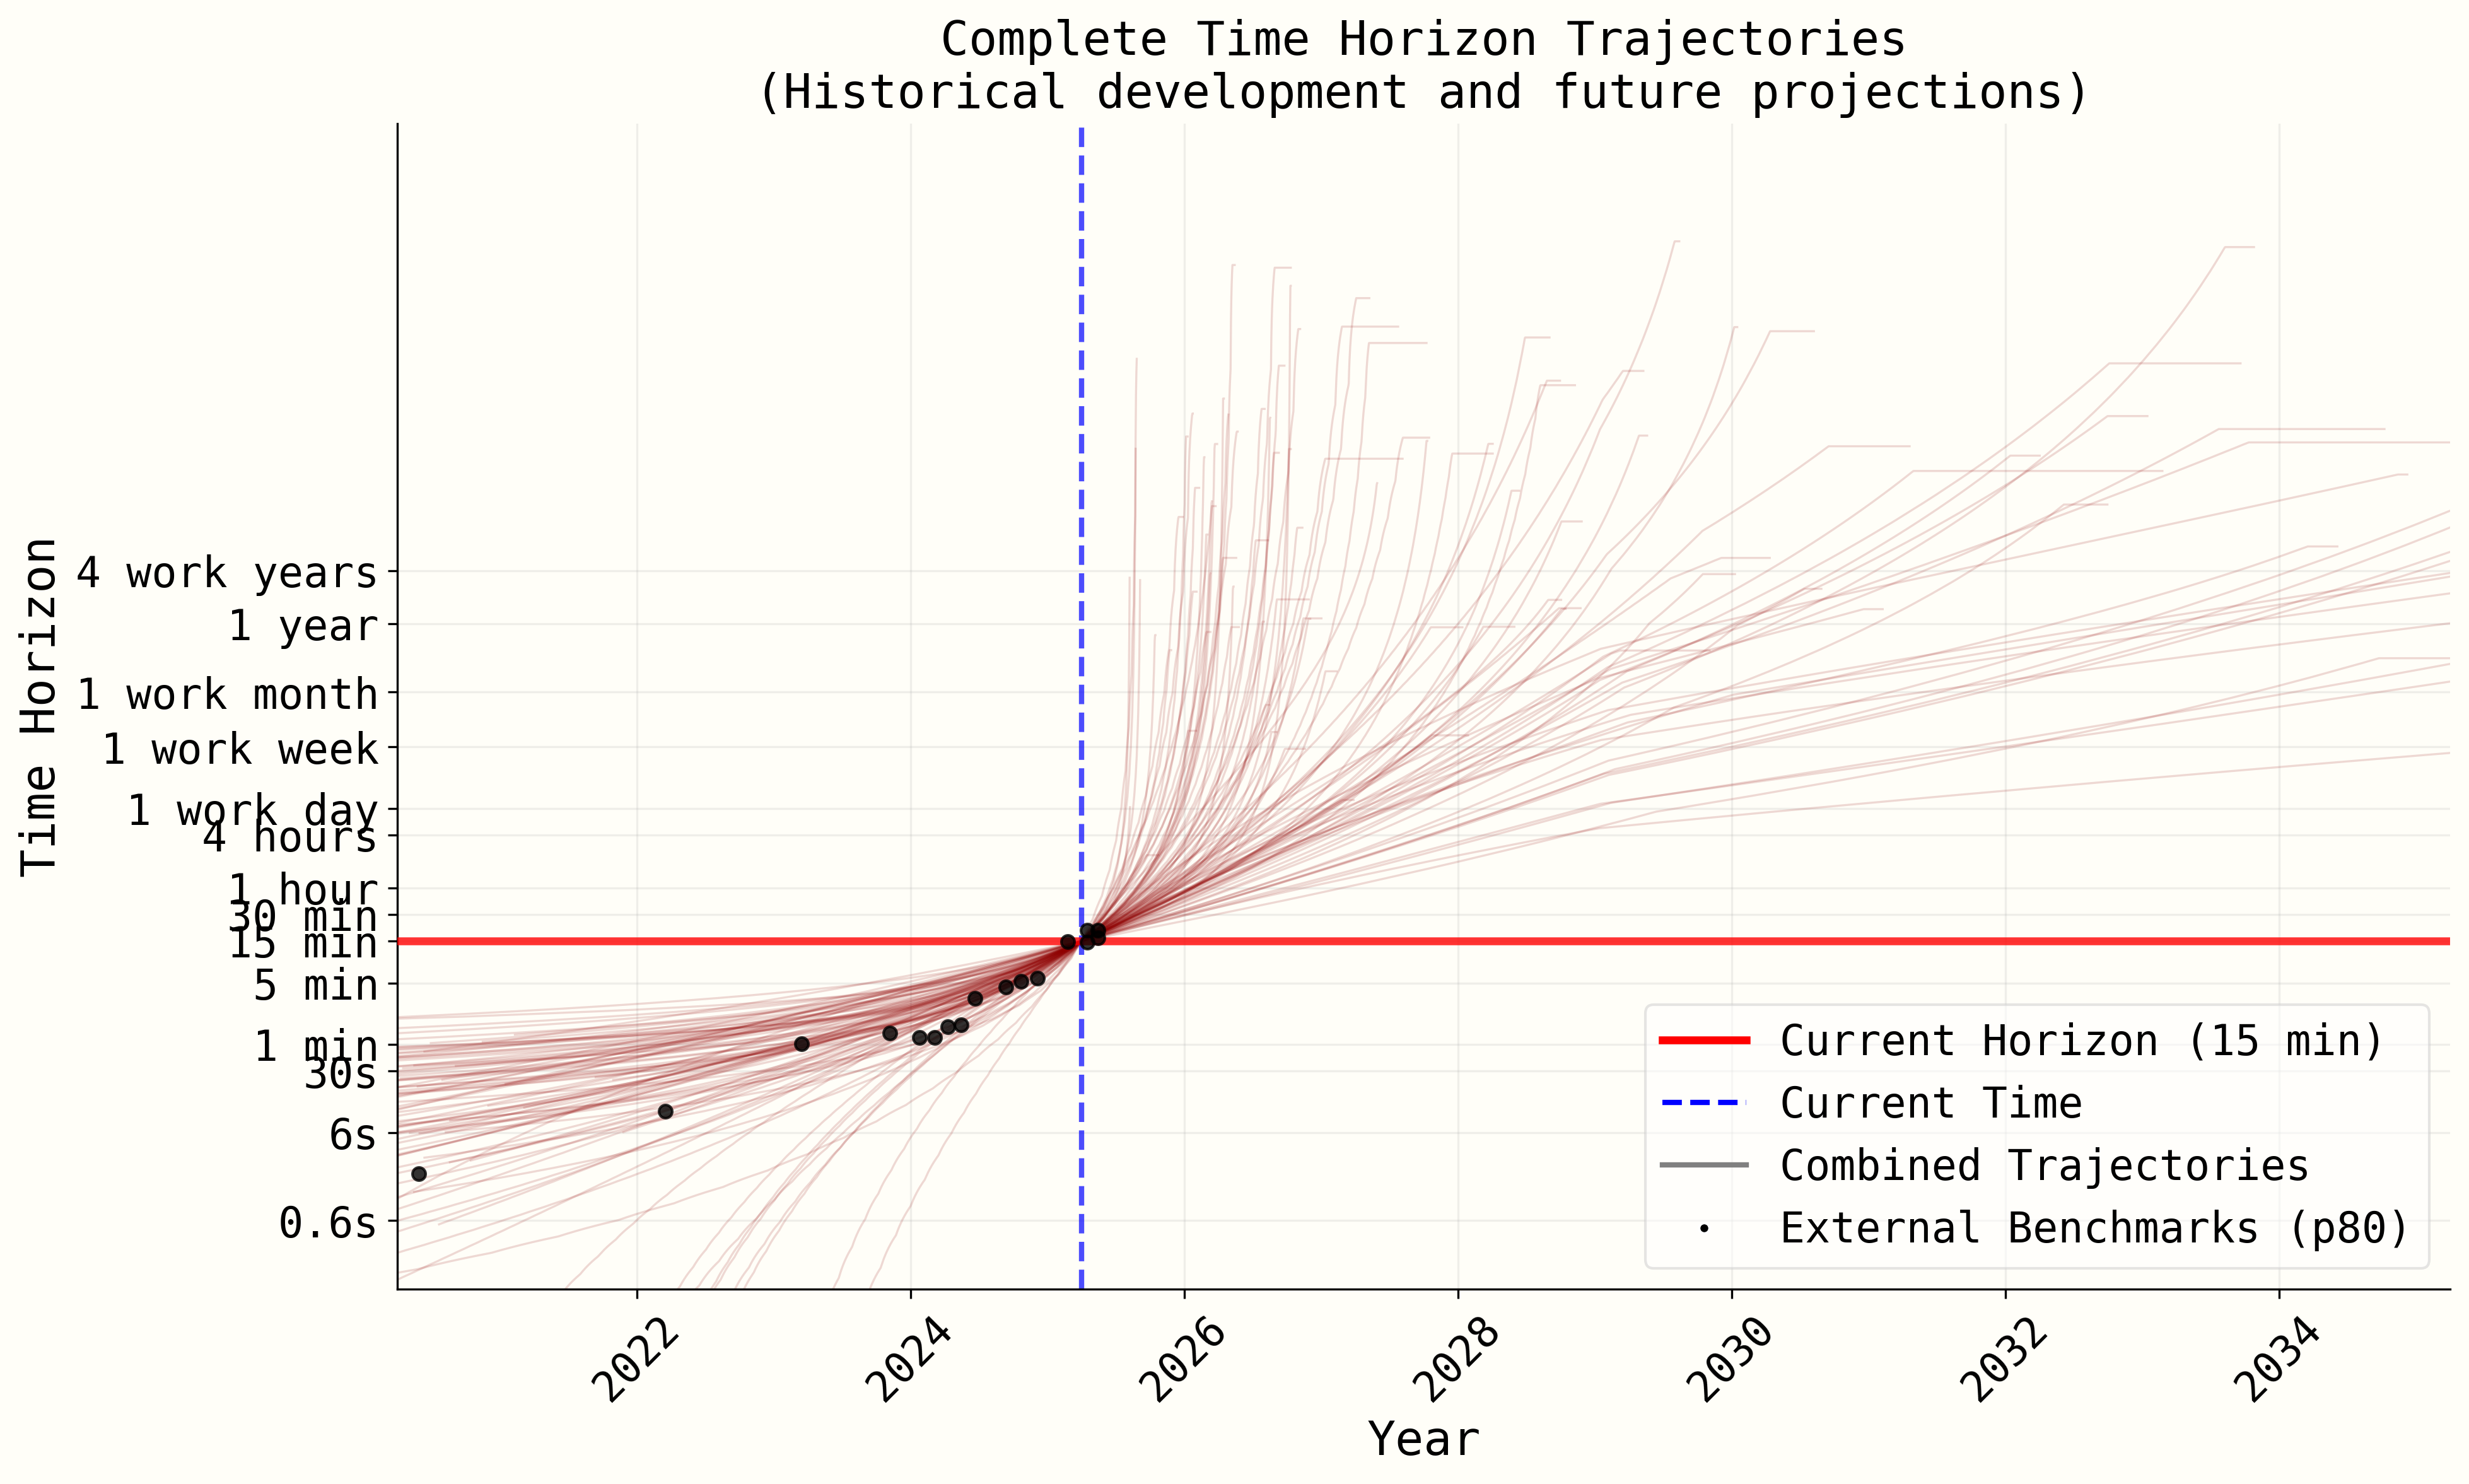 Complete Time Horizon Trajectories
(Historical development and future projections)
Time Horizon
4 work years
1 year
1 work month
1 work week
1 work day
4 hours
1 hour
30 min
15 min
5 min
1 min
30s
6s
0.6s
Current Horizon (15 min)
Current Time
Combined Trajectories
External Benchmarks (p80)
2022
2024
2026
2028
2030
2032
2034
Year